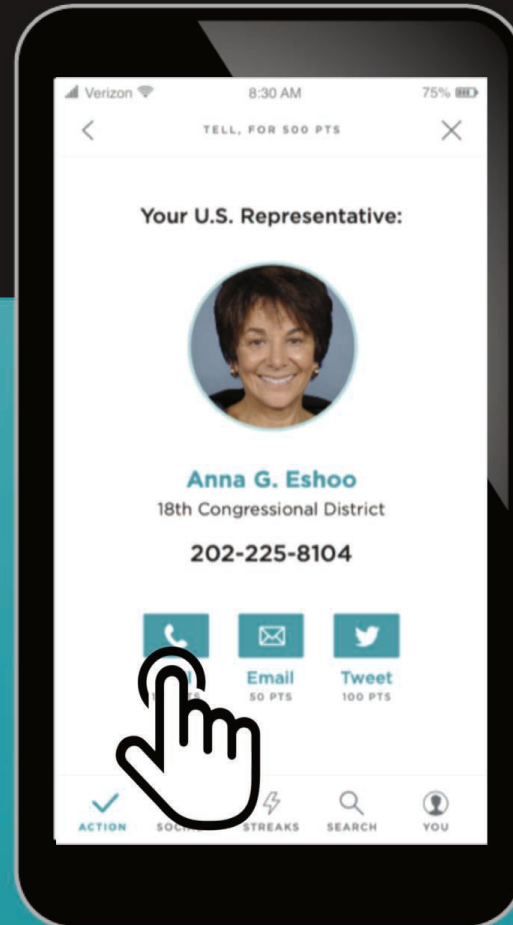 Verizon 8:30 AM 75%
TELL, FOR 500 PTS
Your U.S. Representative:
Anna G. Eshoo
18th Congressional District
202-225-8104
Email Tweet
50 PTS 100 PTS
ACTION STREAKS SEARCH YOU